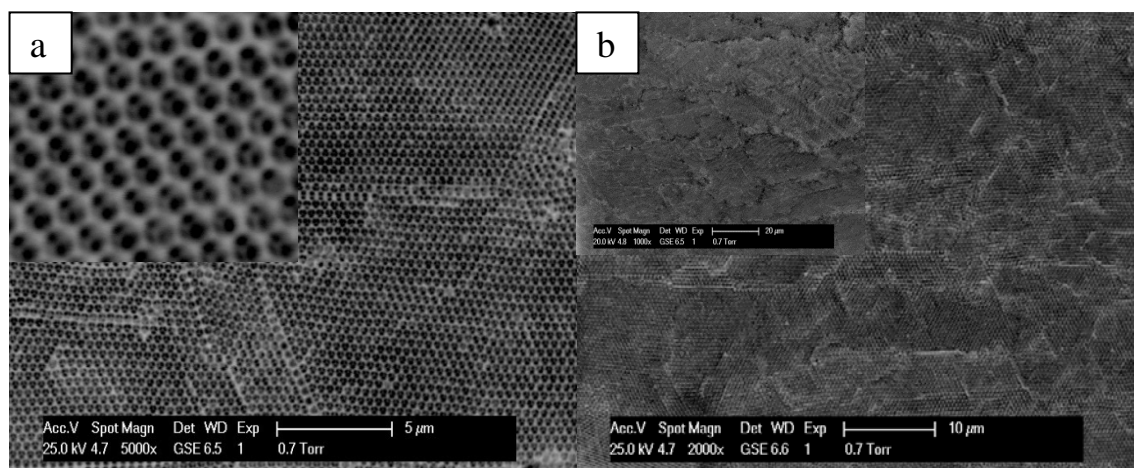 a
b
Acc.V Spot Magn Det WD Exp 20 µm
20.0 kV 4.8 1000x GSE 6.5 1 0.7 Torr
Acc.V Spot Magn Det WD Exp 5 µm
25.0 kV 4.7 5000x GSE 6.5 1 0.7 Torr
Acc.V Spot Magn Det WD Exp 10 µm
25.0 kV 4.7 2000x GSE 6.6 1 0.7 Torr